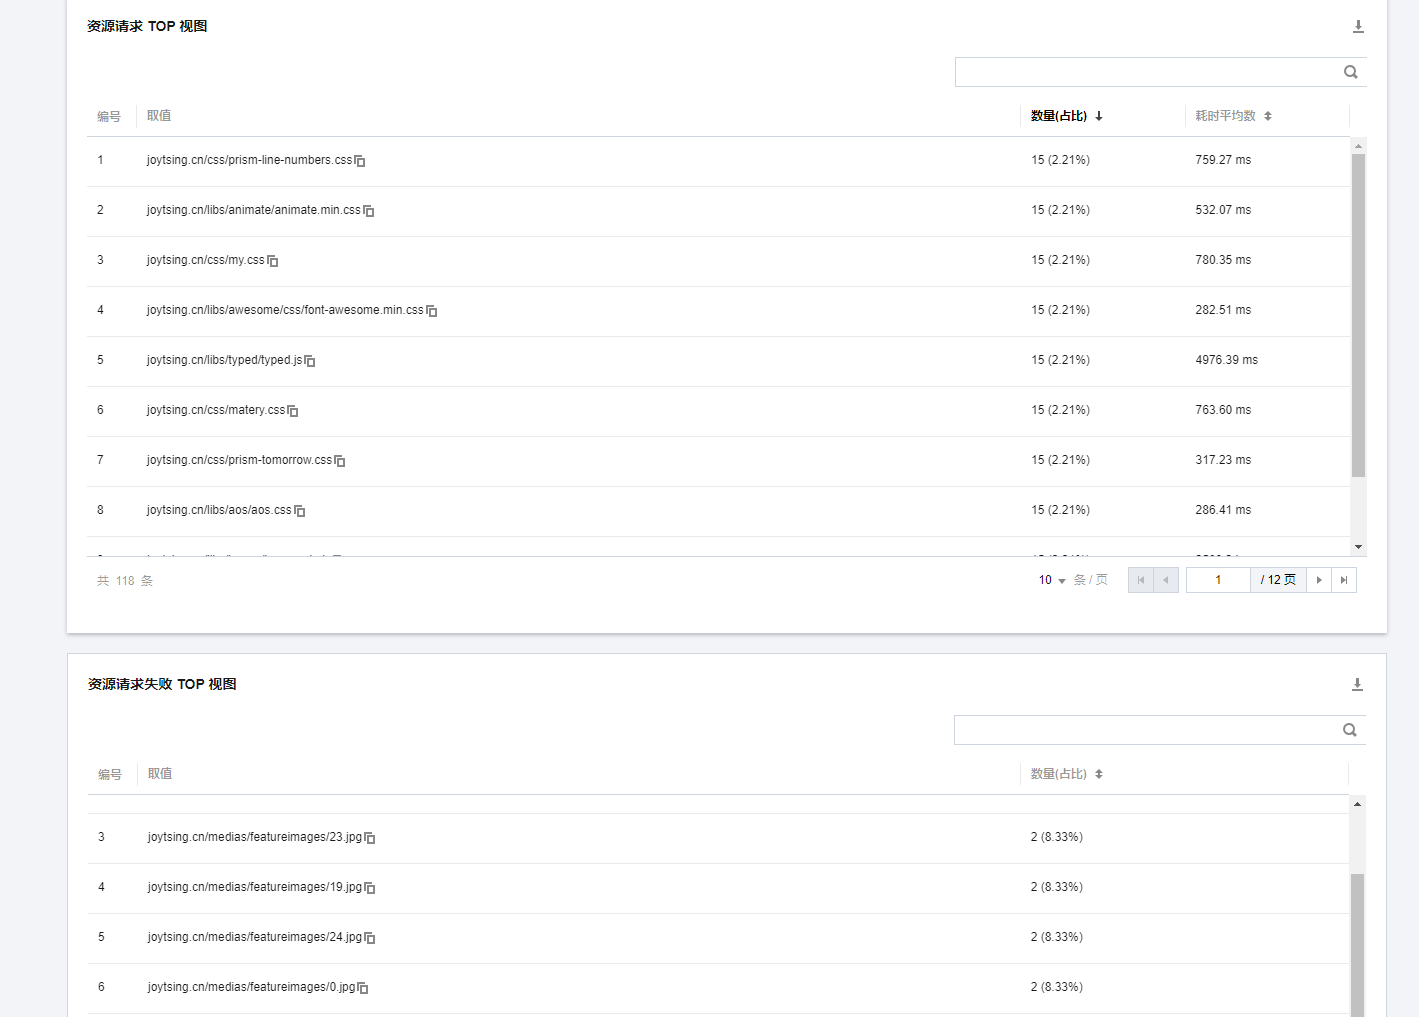 资源请求 TOP 视图
编号 取值 数量(占比) 耗时平均数
1 joytsing.cn/css/prism-line-numbers.css 15 (2.21%) 759.27 ms
2 joytsing.cn/libs/animate/animate.min.css 15 (2.21%) 532.07 ms
3 joytsing.cn/css/my.css 15 (2.21%) 780.35 ms
4 joytsing.cn/libs/awesome/css/font-awesome.min.css 15 (2.21%) 282.51 ms
5 joytsing.cn/libs/typed/typed.js 15 (2.21%) 4976.39 ms
6 joytsing.cn/css/matery.css 15 (2.21%) 763.60 ms
7 joytsing.cn/css/prism-tomorrow.css 15 (2.21%) 317.23 ms
8 joytsing.cn/libs/aos/aos.css 15 (2.21%) 286.41 ms
共 118 条 10 条 / 页 1 / 12 页
资源请求失败 TOP 视图
编号 取值 数量(占比)
3 joytsing.cn/medias/featureimages/23.jpg 2 (8.33%)
4 joytsing.cn/medias/featureimages/19.jpg 2 (8.33%)
5 joytsing.cn/medias/featureimages/24.jpg 2 (8.33%)
6 joytsing.cn/medias/featureimages/0.jpg 2 (8.33%)